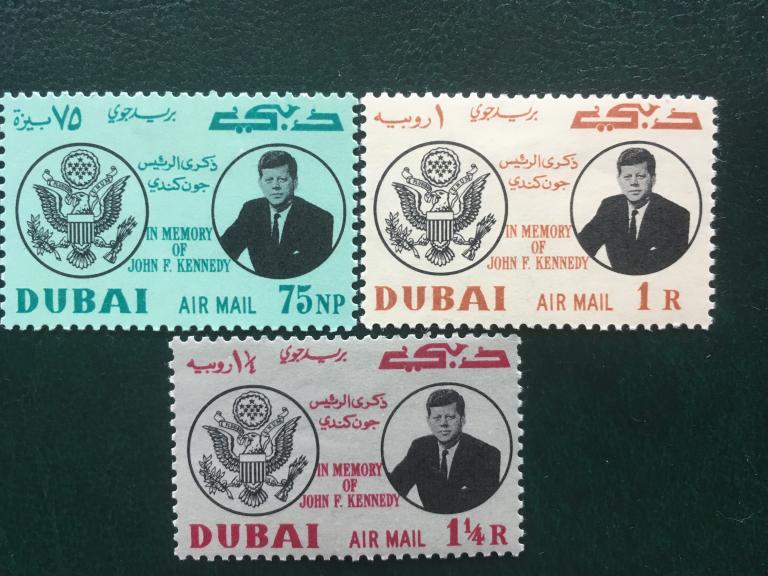 ٧٥ بيزة بريد جوي دبي
ذكرى الرئيس
جون كندي
IN MEMORY
OF
JOHN F. KENNEDY
DUBAI AIR MAIL 75 NP
١ روبيه بريد جوي دبي
ذكرى الرئيس
جون كندي
IN MEMORY
OF
JOHN F. KENNEDY
DUBAI AIR MAIL 1 R
١ ¼ روبيه بريد جوي دبي
ذكرى الرئيس
جون كندي
IN MEMORY
OF
JOHN F. KENNEDY
DUBAI AIR MAIL 1¼ R